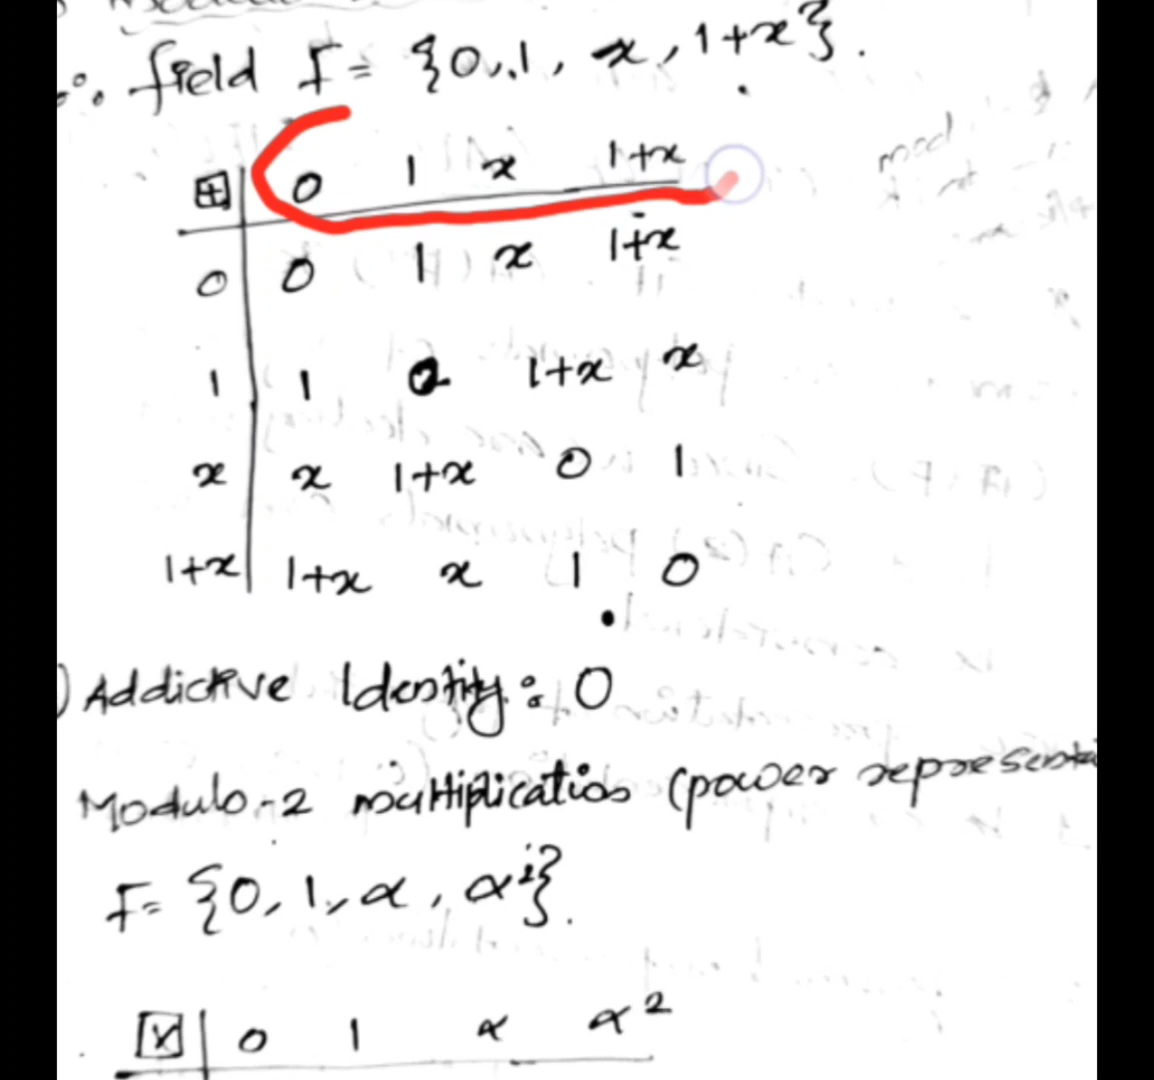 ∴ field F = {0, 1, x, 1+x}.
⊞ 0 1 x 1+x
0 0 1 x 1+x
1 1 0 1+x x
x x 1+x 0 1
1+x 1+x x 1 0
) Addictive Identity : 0
Modulo-2 multiplication (power
F = {0, 1, α, α²}.
⊠ 0 1 α α²